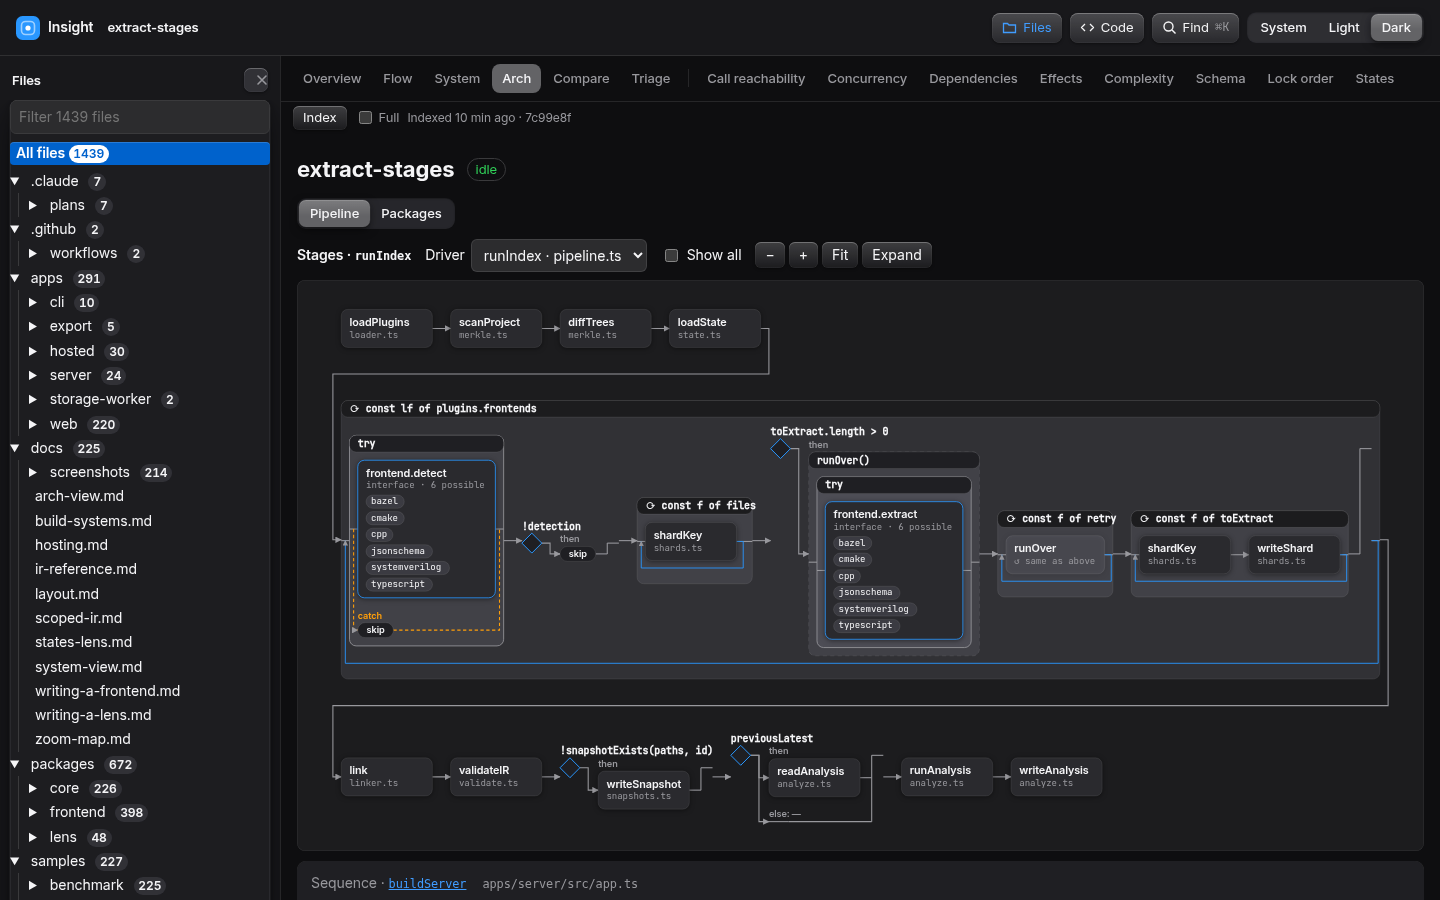 Insight extract-stages
Files
Code
Find ⌘K
System Light Dark
Files
Filter 1439 files
All files 1439
.claude 7
plans 7
.github 2
workflows 2
apps 291
cli 10
export 5
hosted 30
server 24
storage-worker 2
web 220
docs 225
screenshots 214
arch-view.md
build-systems.md
hosting.md
ir-reference.md
layout.md
scoped-ir.md
states-lens.md
system-view.md
writing-a-frontend.md
writing-a-lens.md
zoom-map.md
packages 672
core 226
frontend 398
lens 48
samples 227
benchmark 225
Overview Flow System Arch Compare Triage Call reachability Concurrency Dependencies Effects Complexity Schema Lock order States
Index Full Indexed 10 min ago · 7c99e8f
extract-stages idle
Pipeline Packages
Stages · runIndex Driver runIndex · pipeline.ts Show all − + Fit Expand
loadPlugins
loader.ts
scanProject
merkle.ts
diffTrees
merkle.ts
loadState
state.ts
⟳ const lf of plugins.frontends
try
frontend.detect
interface · 6 possible
bazel
cmake
cpp
jsonschema
systemverilog
typescript
catch
skip
!detection
then
skip
⟳ const f of files
shardKey
shards.ts
toExtract.length > 0
then
runOver()
try
frontend.extract
interface · 6 possible
bazel
cmake
cpp
jsonschema
systemverilog
typescript
⟳ const f of retry
runOver
↺ same as above
⟳ const f of toExtract
shardKey
shards.ts
writeShard
shards.ts
link
linker.ts
validateIR
validate.ts
!snapshotExists(paths, id)
then
writeSnapshot
snapshots.ts
previousLatest
then
readAnalysis
analyze.ts
else: —
runAnalysis
analyze.ts
writeAnalysis
analyze.ts
Sequence · buildServer apps/server/src/app.ts